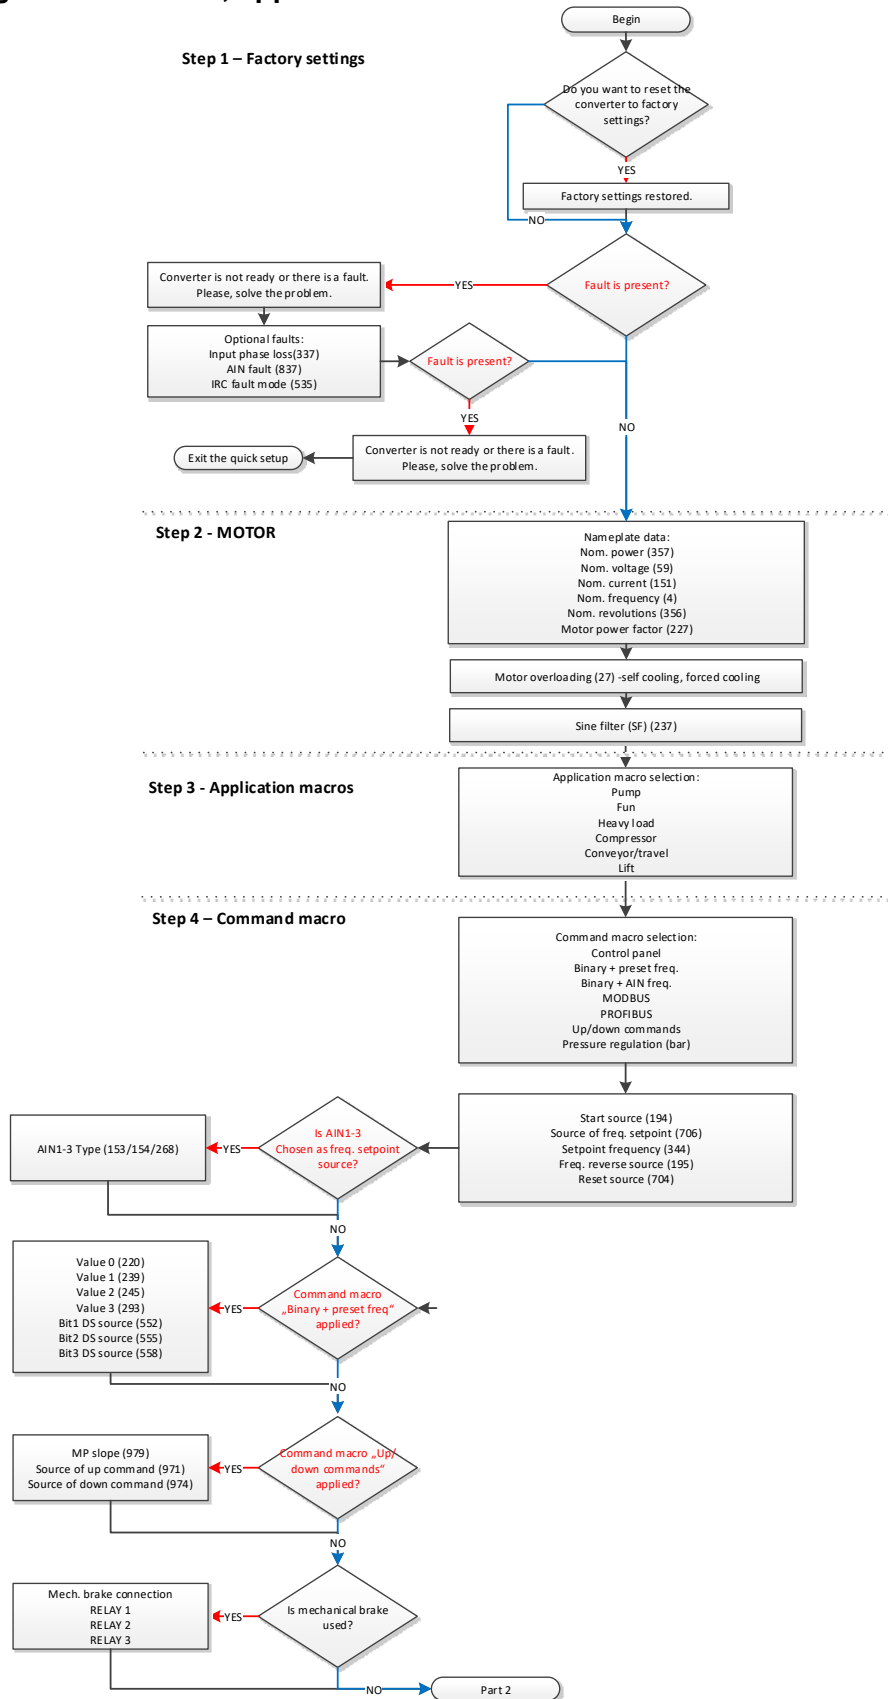 Begin
Step 1 – Factory settings
Do you want to reset the
converter to factory
settings?
YES
Factory settings restored.
NO
Converter is not ready or there is a fault.
Please, solve the problem.
YES
Fault is present?
Optional faults:
Input phase loss(337)
AIN fault (837)
IRC fault mode (535)
Fault is present?
YES
NO
Exit the quick setup
Converter is not ready or there is a fault.
Please, solve the problem.
Step 2 - MOTOR
Nameplate data:
Nom. power (357)
Nom. voltage (59)
Nom. current (151)
Nom. frequency (4)
Nom. revolutions (356)
Motor power factor (227)
Motor overloading (27) -self cooling, forced cooling
Sine filter (SF) (237)
Step 3 - Application macros
Application macro selection:
Pump
Fun
Heavy load
Compressor
Conveyor/travel
Lift
Step 4 – Command macro
Command macro selection:
Control panel
Binary + preset freq.
Binary + AIN freq.
MODBUS
PROFIBUS
Up/down commands
Pressure regulation (bar)
Start source (194)
Source of freq. setpoint (706)
Setpoint frequency (344)
Freq. reverse source (195)
Reset source (704)
Is AIN1-3
Chosen as freq. setpoint
source?
YES
AIN1-3 Type (153/154/268)
NO
Value 0 (220)
Value 1 (239)
Value 2 (245)
Value 3 (293)
Bit1 DS source (552)
Bit2 DS source (555)
Bit3 DS source (558)
YES
Command macro
„Binary + preset freq“
applied?
NO
MP slope (979)
Source of up command (971)
Source of down command (974)
YES
Command macro „Up/
down commands“
applied?
NO
Mech. brake connection
RELAY 1
RELAY 2
RELAY 3
YES
Is mechanical brake
used?
NO
Part 2